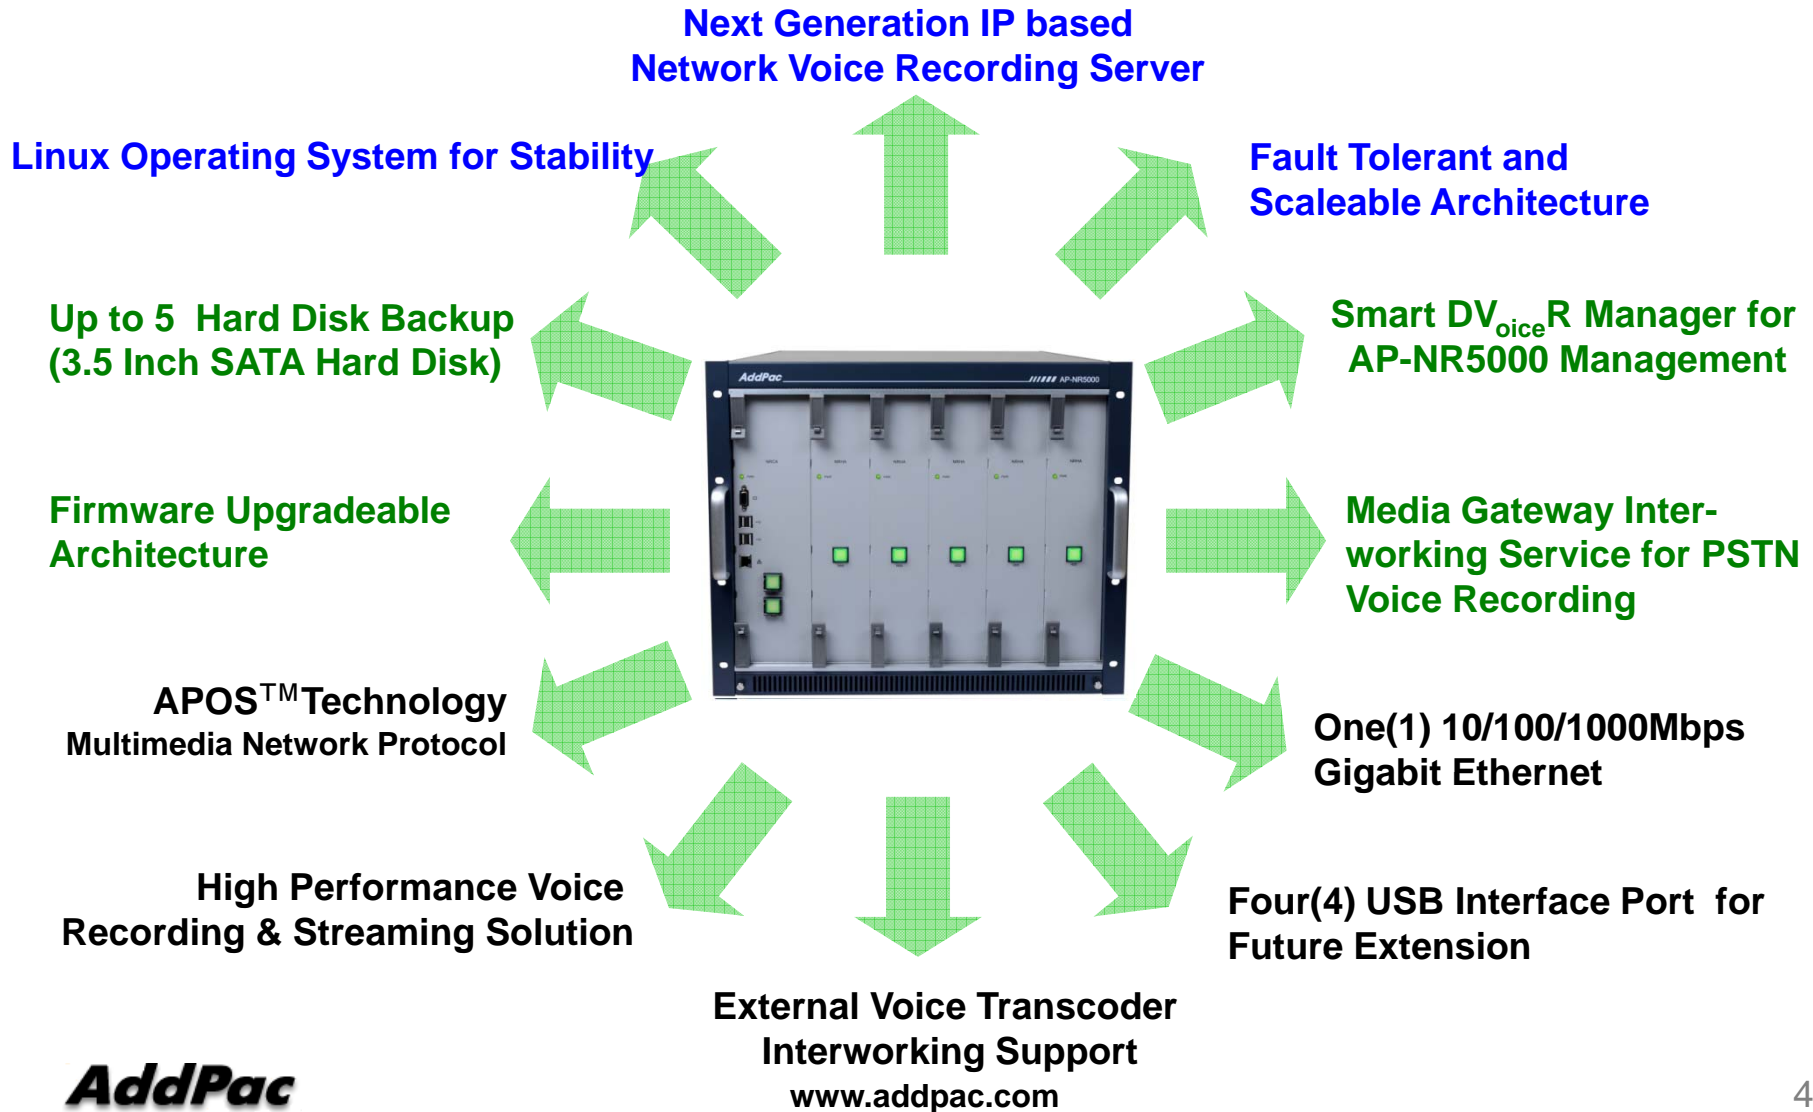 Next Generation IP based
Network Voice Recording Server
Linux Operating System for Stability
Fault Tolerant and
Scaleable Architecture
Up to 5  Hard Disk Backup
(3.5 Inch SATA Hard Disk)
Smart DVoiceR Manager for
AP-NR5000 Management
AddPac
AP-NR5000
Firmware Upgradeable
Architecture
Media Gateway Inter-
working Service for PSTN
Voice Recording
APOS™Technology
Multimedia Network Protocol
One(1) 10/100/1000Mbps
Gigabit Ethernet
High Performance Voice
Recording & Streaming Solution
Four(4) USB Interface Port  for
Future Extension
External Voice Transcoder
Interworking Support
AddPac
www.addpac.com
4